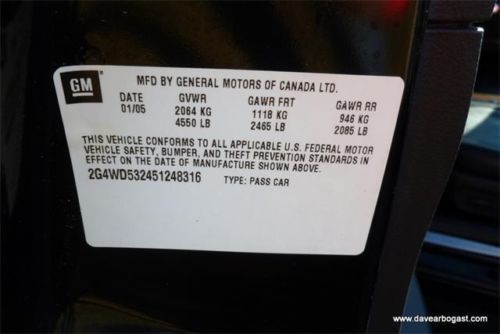 GM
MFD BY GENERAL MOTORS OF CANADA LTD.
DATE GVWR GAWR FRT GAWR RR
01/05 2064 KG 1118 KG 946 KG
4550 LB 2465 LB 2085 LB
THIS VEHICLE CONFORMS TO ALL APPLICABLE U.S. FEDERAL MOTOR
VEHICLE SAFETY, BUMPER, AND THEFT PREVENTION STANDARDS IN
EFFECT ON THE DATE OF MANUFACTURE SHOWN ABOVE.
2G4WD532451248316 TYPE: PASS CAR
www.davearbogast.com